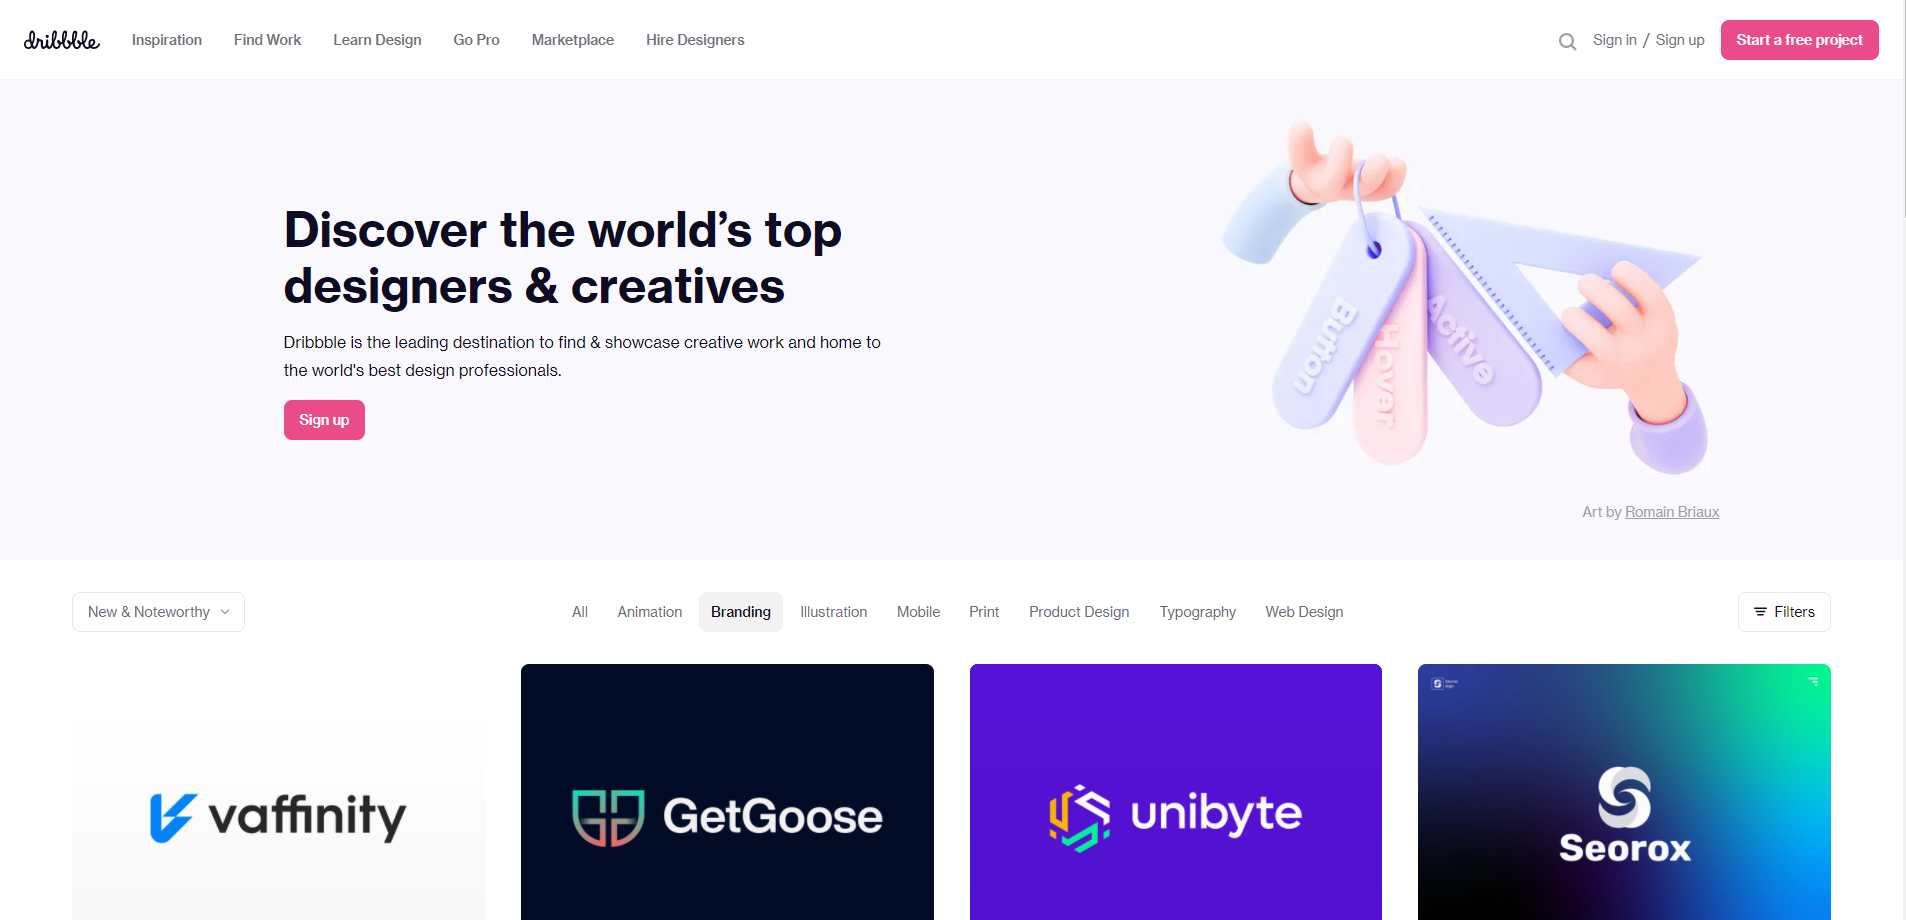 dribbble Inspiration Find Work Learn Design Go Pro Marketplace Hire Designers Sign in / Sign up Start a free project
Discover the world’s top
designers & creatives
Dribbble is the leading destination to find & showcase creative work and home to
the world's best design professionals.
Sign up
Button
Hover
Active
Art by Romain Briaux
New & Noteworthy All Animation Branding Illustration Mobile Print Product Design Typography Web Design Filters
vaffinity
GetGoose
unibyte
Seorox